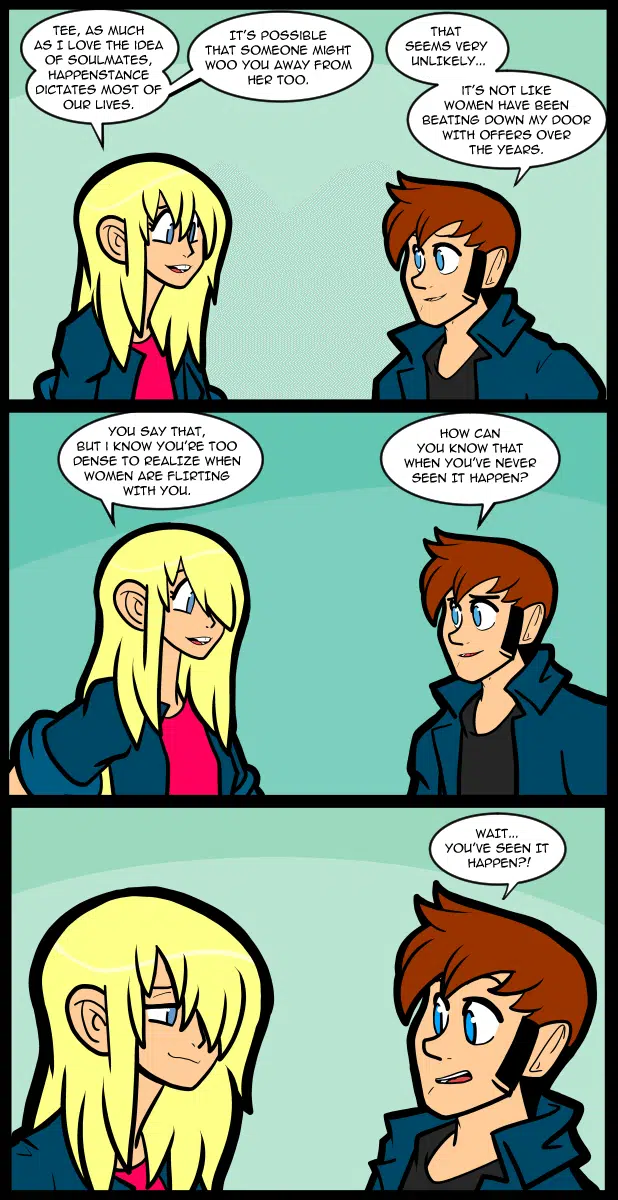 TEE, AS MUCH
AS I LOVE THE IDEA
OF SOULMATES,
HAPPENSTANCE
DICTATES MOST OF
OUR LIVES.
IT'S POSSIBLE
THAT SOMEONE MIGHT
WOO YOU AWAY FROM
HER TOO.
THAT
SEEMS VERY
UNLIKELY...
IT'S NOT LIKE
WOMEN HAVE BEEN
BEATING DOWN MY DOOR
WITH OFFERS OVER
THE YEARS.
YOU SAY THAT,
BUT I KNOW YOU'RE TOO
DENSE TO REALIZE WHEN
WOMEN ARE FLIRTING
WITH YOU.
HOW CAN
YOU KNOW THAT
WHEN YOU'VE NEVER
SEEN IT HAPPEN?
WAIT...
YOU'VE SEEN IT
HAPPEN?!